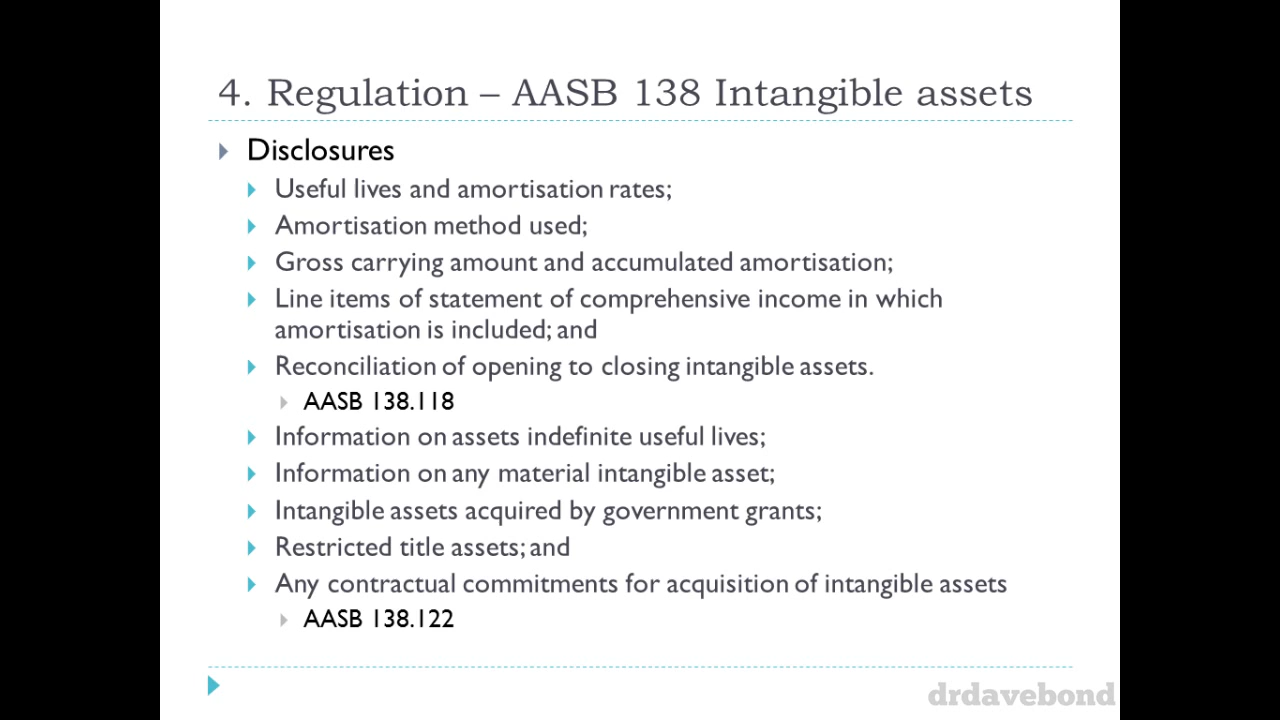 4. Regulation – AASB 138 Intangible assets
Disclosures
Useful lives and amortisation rates;
Amortisation method used;
Gross carrying amount and accumulated amortisation;
Line items of statement of comprehensive income in which
amortisation is included; and
Reconciliation of opening to closing intangible assets.
AASB 138.118
Information on assets indefinite useful lives;
Information on any material intangible asset;
Intangible assets acquired by government grants;
Restricted title assets; and
Any contractual commitments for acquisition of intangible assets
AASB 138.122
drdavebond